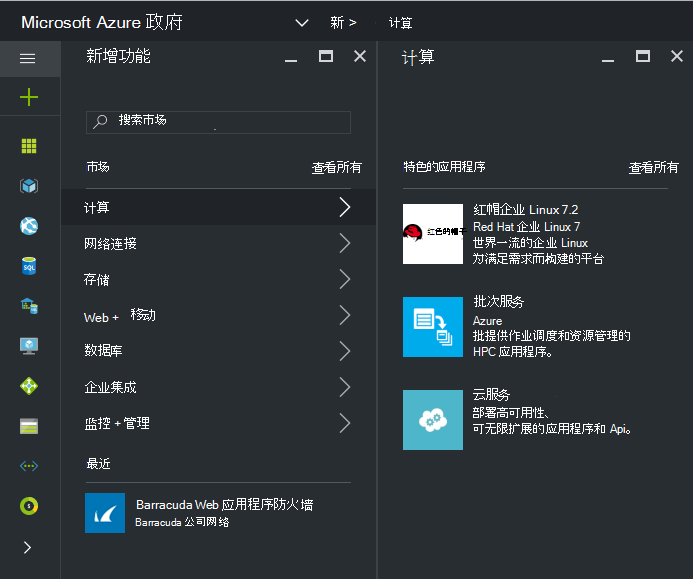 Microsoft Azure 政府
新 >
计算
新增功能
计算
搜索市场
市场
查看所有
计算
网络连接
存储
Web + 移动
数据库
企业集成
监控 + 管理
最近
Barracuda Web 应用程序防火墙
Barracuda 公司网络
特色的应用程序
查看所有
红色的帽子
红帽企业 Linux 7.2
Red Hat 企业 Linux 7
世界一流的企业 Linux
为满足需求而构建的平台
批次服务
Azure
批提供作业调度和资源管理的
HPC 应用程序。
云服务
部署高可用性、
可无限扩展的应用程序和 Api。
SQL